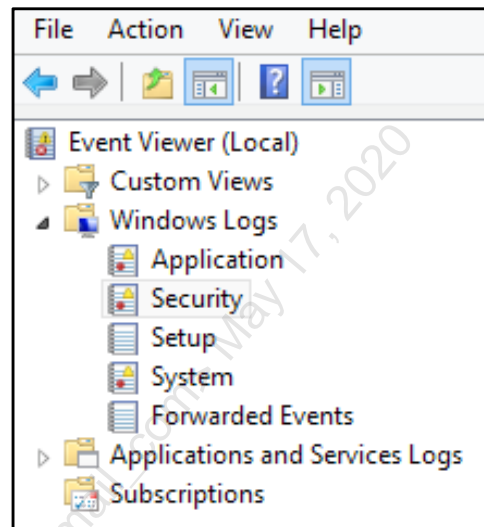 File Action View Help
Event Viewer (Local)
Custom Views
Windows Logs
Application
Security
Setup
System
Forwarded Events
Applications and Services Logs
Subscriptions
May 17, 2020